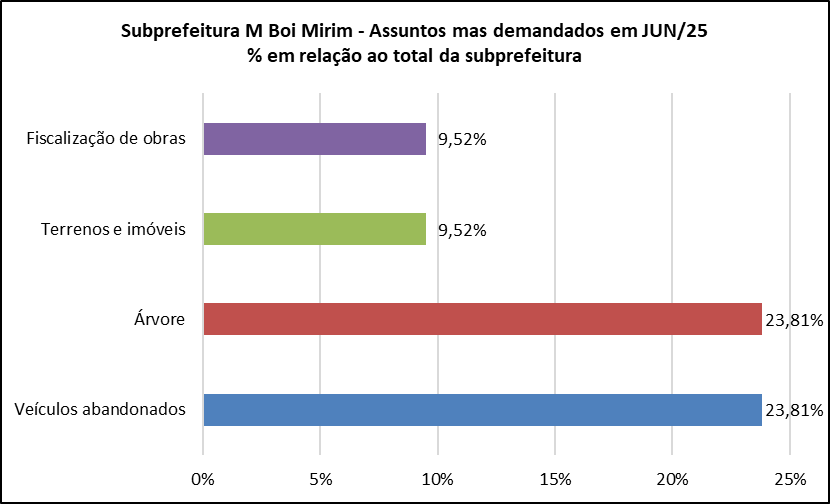 Subprefeitura M Boi Mirim - Assuntos mas demandados em JUN/25
% em relação ao total da subprefeitura
Fiscalização de obras
9,52%
Terrenos e imóveis
9,52%
Árvore
23,81%
Veículos abandonados
23,81%
0%
5%
10%
15%
20%
25%